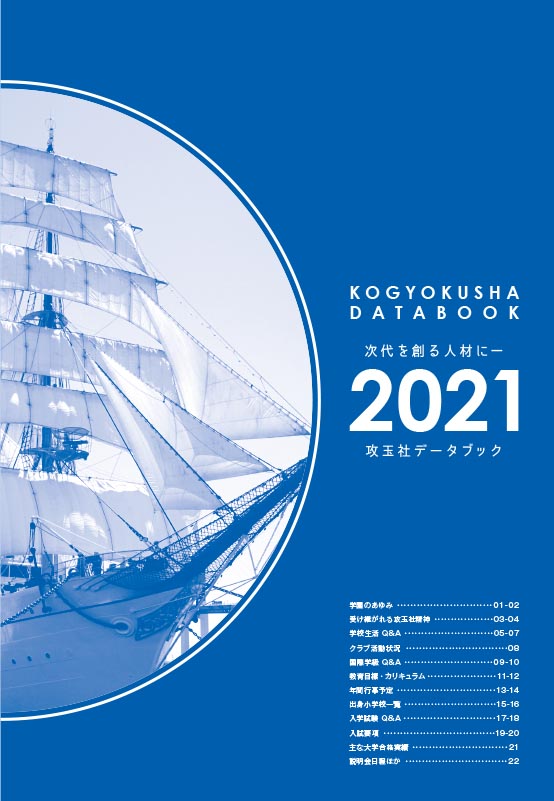 KOGYOKUSHA
DATABOOK
次代を創る人材に―
2021
攻玉社データブック
学園のあゆみ ……………………………01-02
受け継がれる攻玉社精神 …………………03-04
学校生活 Q&A ……………………………05-07
クラブ活動状況 ………………………………08
国際学級 Q&A ……………………………09-10
教育目標・カリキュラム ……………………11-12
年間行事予定 ………………………………13-14
出身小学校一覧 ……………………………15-16
入学試験 Q&A ……………………………17-18
入試要項 ……………………………………19-20
主な大学合格実績 ……………………………21
説明会日程ほか ………………………………22